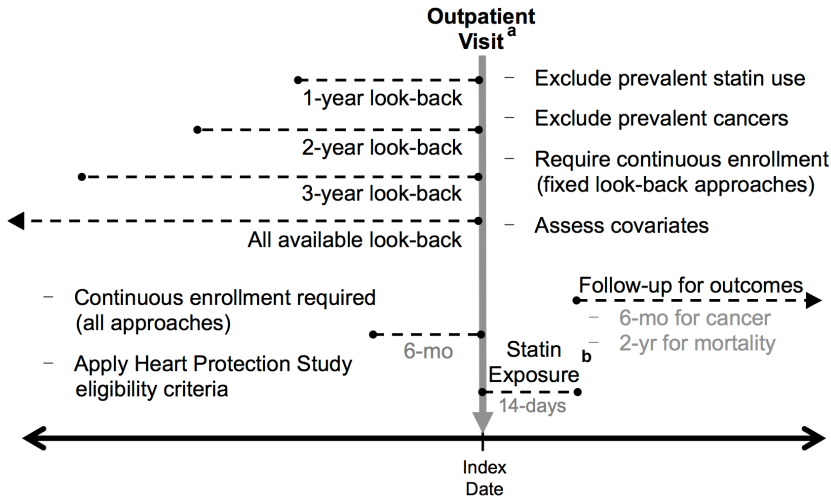 Outpatient
Visit a
1-year look-back
2-year look-back
3-year look-back
All available look-back
– Exclude prevalent statin use
– Exclude prevalent cancers
– Require continuous enrollment
(fixed look-back approaches)
– Assess covariates
– Continuous enrollment required
(all approaches)
– Apply Heart Protection Study
eligibility criteria
6-mo
Statin
Exposure b
14-days
Follow-up for outcomes
– 6-mo for cancer
– 2-yr for mortality
Index
Date